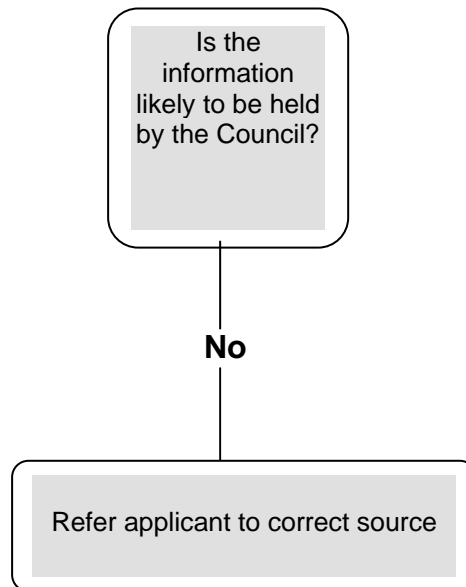 Is the
information
likely to be held
by the Council?
No
Refer applicant to correct source